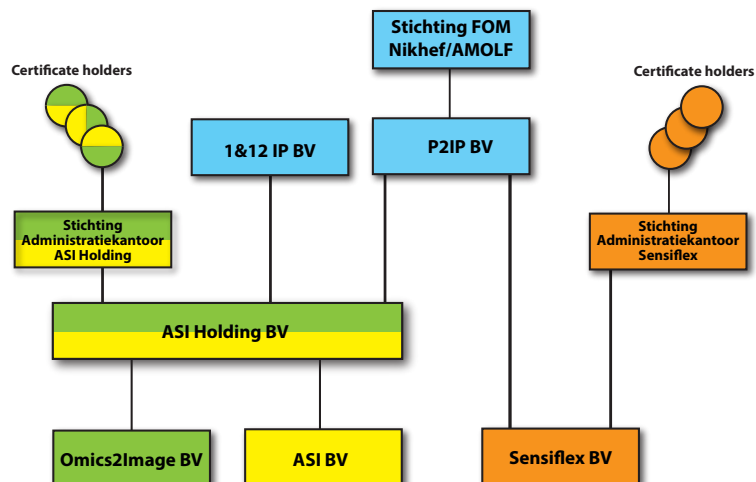 Stichting FOM
Nikhef/AMOLF
Certificate holders
Certificate holders
1&12 IP BV
P2IP BV
Stichting
Administratiekantoor
ASI Holding
Stichting
Administratiekantoor
Sensiflex
ASI Holding BV
Omics2Image BV
ASI BV
Sensiflex BV